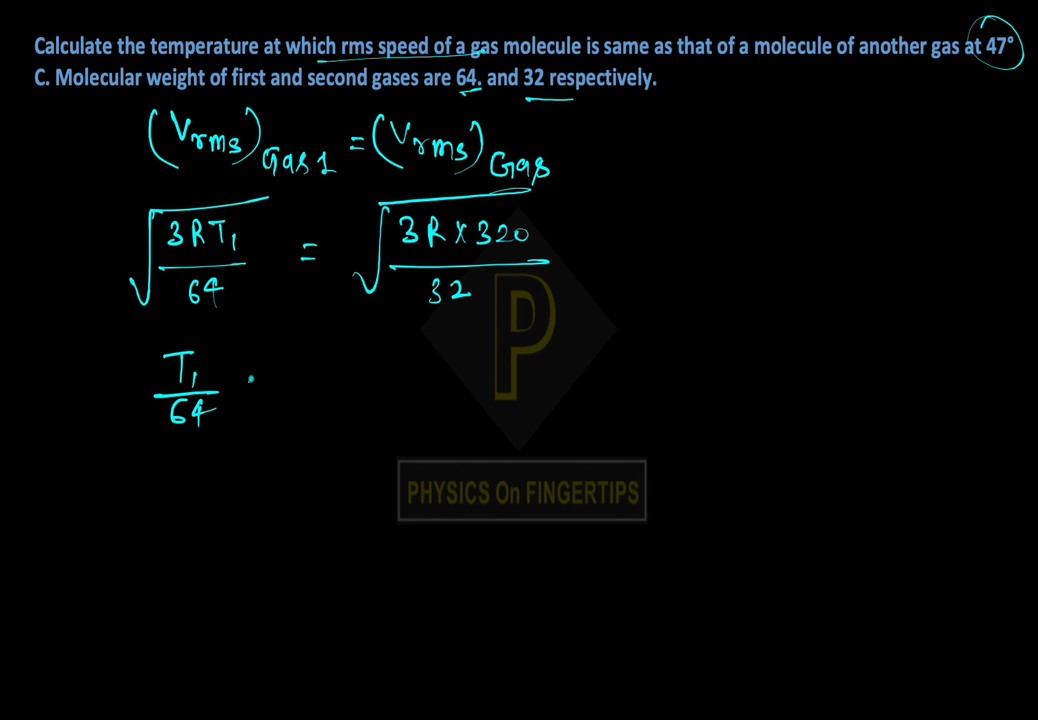 Calculate the temperature at which rms speed of a gas molecule is same as that of a molecule of another gas at 47°
C. Molecular weight of first and second gases are 64. and 32 respectively.
(Vrms)Gas 1 = (Vrms)Gas
√(3RT₁/64) = √(3R×320/32)
T₁/64
P
PHYSICS On FINGERTIPS